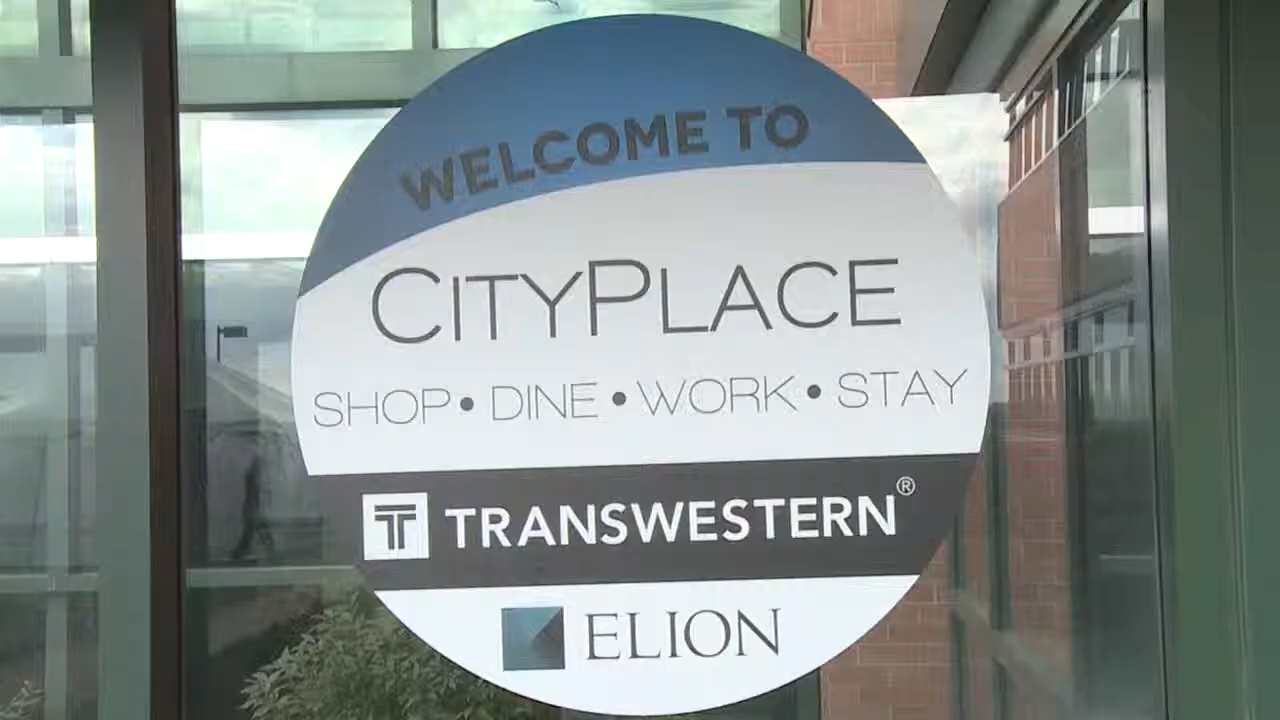 WELCOME TO
CITYPLACE
SHOP • DINE • WORK • STAY
T TRANSWESTERN®
ELION